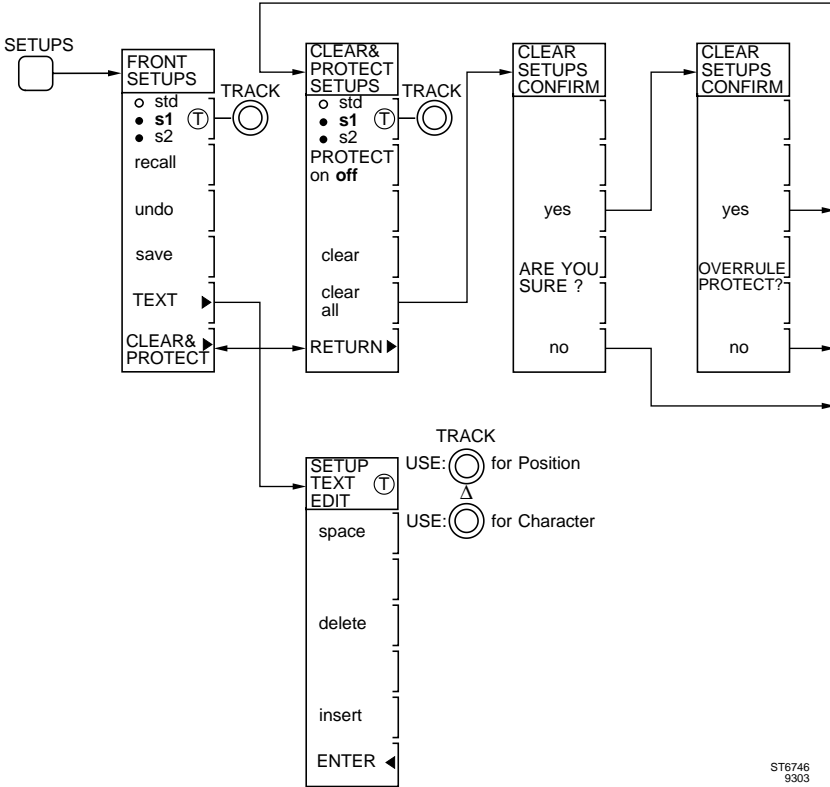 SETUPS
FRONT
SETUPS
std
s1 T
s2
TRACK
recall
undo
save
TEXT
CLEAR&
PROTECT
CLEAR&
PROTECT
SETUPS
std
s1 T
s2
TRACK
PROTECT
on off
clear
clear
all
RETURN
CLEAR
SETUPS
CONFIRM
yes
ARE YOU
SURE ?
no
CLEAR
SETUPS
CONFIRM
yes
OVERRULE
PROTECT?
no
SETUP
TEXT T
EDIT
TRACK
USE: for Position
Δ
USE: for Character
space
delete
insert
ENTER
ST6746
9303